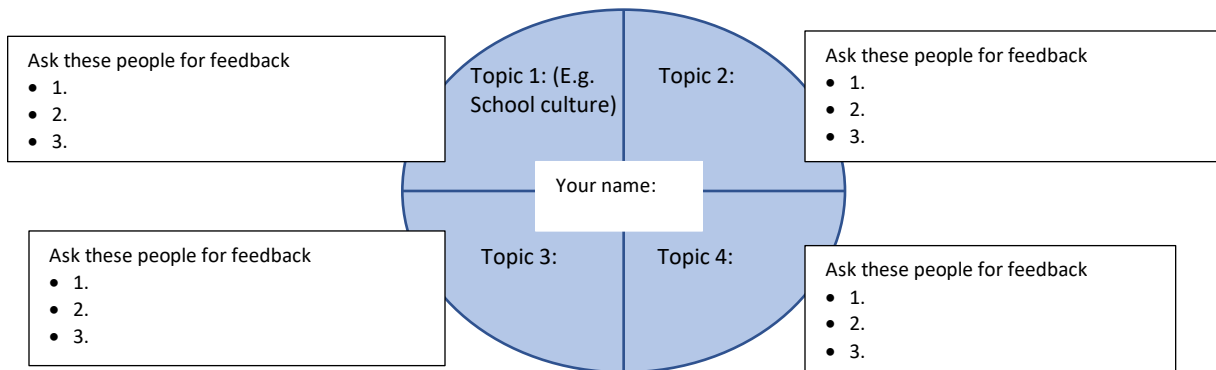 Ask these people for feedback
• 1.
• 2.
• 3.
Topic 1: (E.g.
School culture)
Topic 2:
Ask these people for feedback
• 1.
• 2.
• 3.
Your name:
Ask these people for feedback
• 1.
• 2.
• 3.
Topic 3:
Topic 4:
Ask these people for feedback
• 1.
• 2.
• 3.